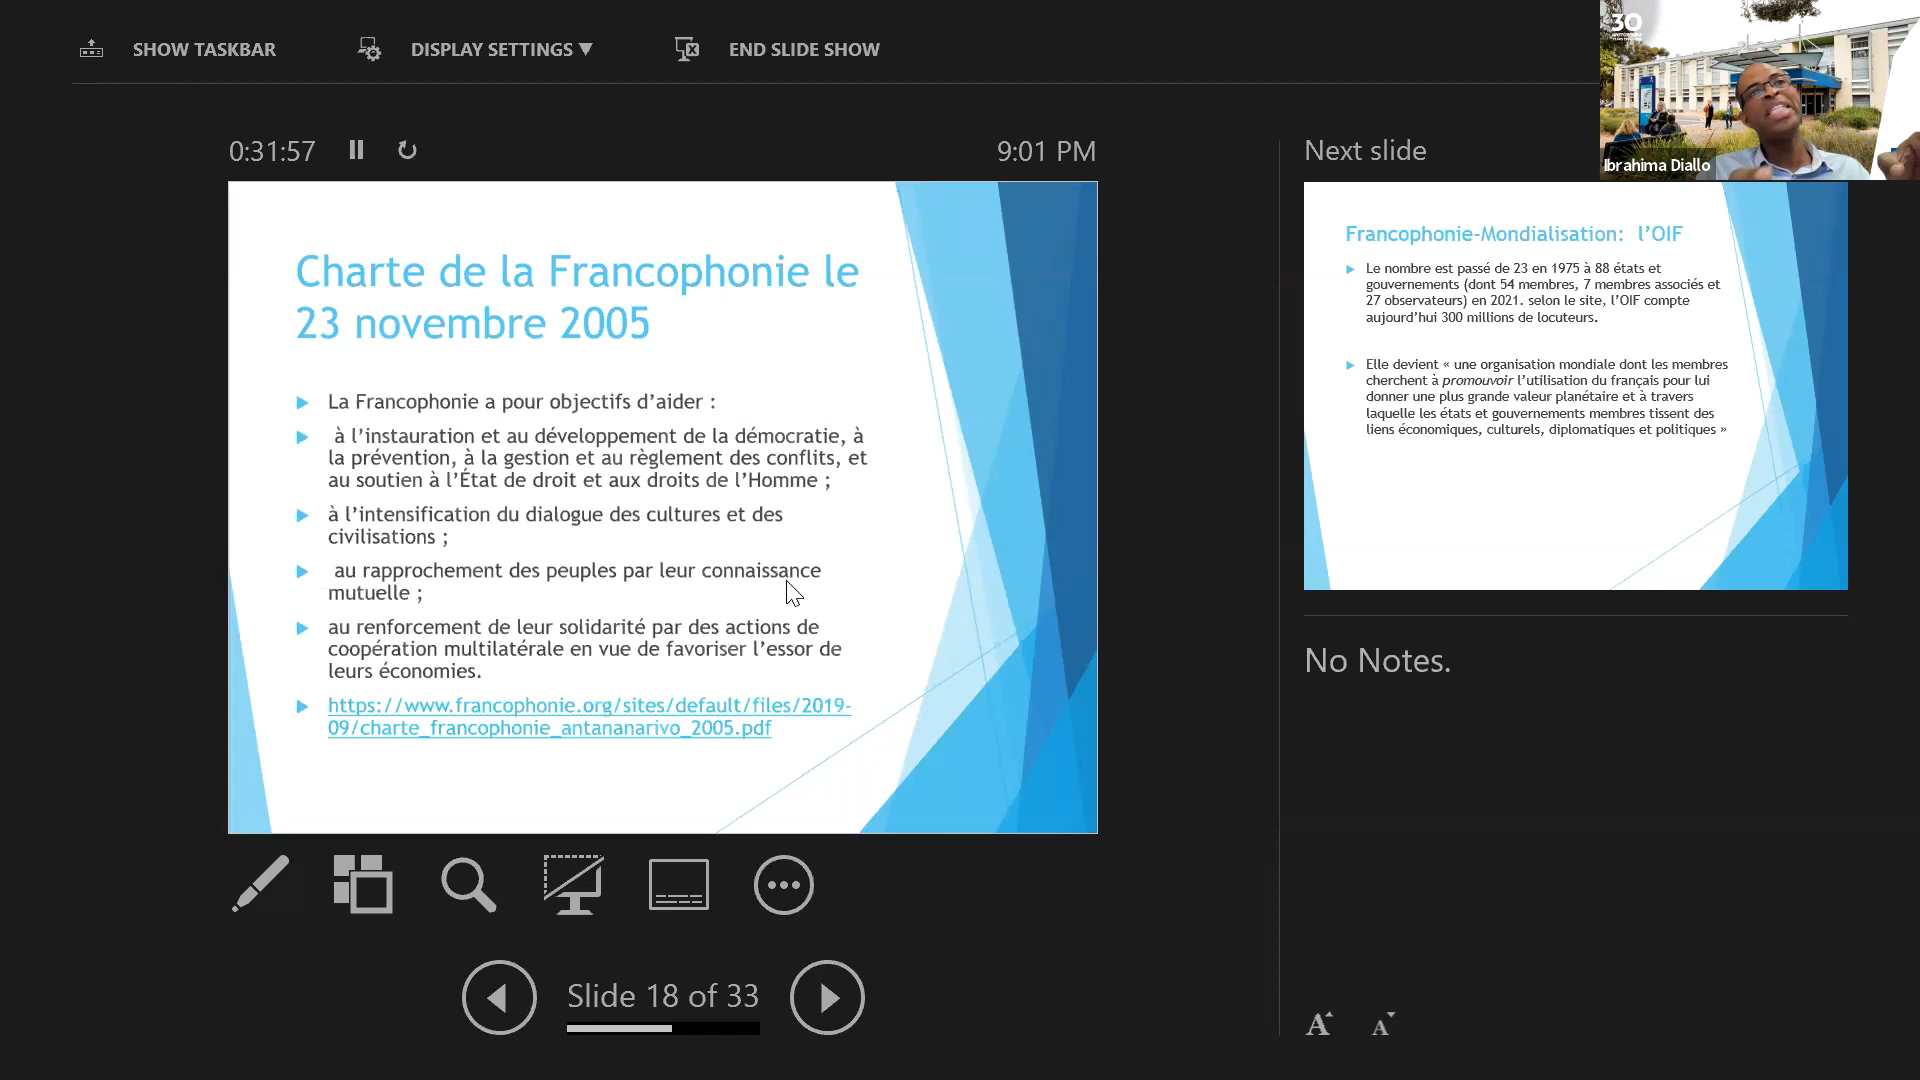 SHOW TASKBAR
DISPLAY SETTINGS ▼
END SLIDE SHOW
30
Ibrahima Diallo
0:31:57
9:01 PM
Charte de la Francophonie le
23 novembre 2005
La Francophonie a pour objectifs d’aider :
à l’instauration et au développement de la démocratie, à
la prévention, à la gestion et au règlement des conflits, et
au soutien à l’État de droit et aux droits de l’Homme ;
à l’intensification du dialogue des cultures et des
civilisations ;
au rapprochement des peuples par leur connaissance
mutuelle ;
au renforcement de leur solidarité par des actions de
coopération multilatérale en vue de favoriser l’essor de
leurs économies.
https://www.francophonie.org/sites/default/files/2019-
09/charte_francophonie_antananarivo_2005.pdf
Slide 18 of 33
Next slide
Francophonie-Mondialisation: l’OIF
Le nombre est passé de 23 en 1975 à 88 états et
gouvernements (dont 54 membres, 7 membres associés et
27 observateurs) en 2021. selon le site, l’OIF compte
aujourd’hui 300 millions de locuteurs.
Elle devient « une organisation mondiale dont les membres
cherchent à promouvoir l’utilisation du français pour lui
donner une plus grande valeur planétaire et à travers
laquelle les états et gouvernements membres tissent des
liens économiques, culturels, diplomatiques et politiques »
No Notes.
A A